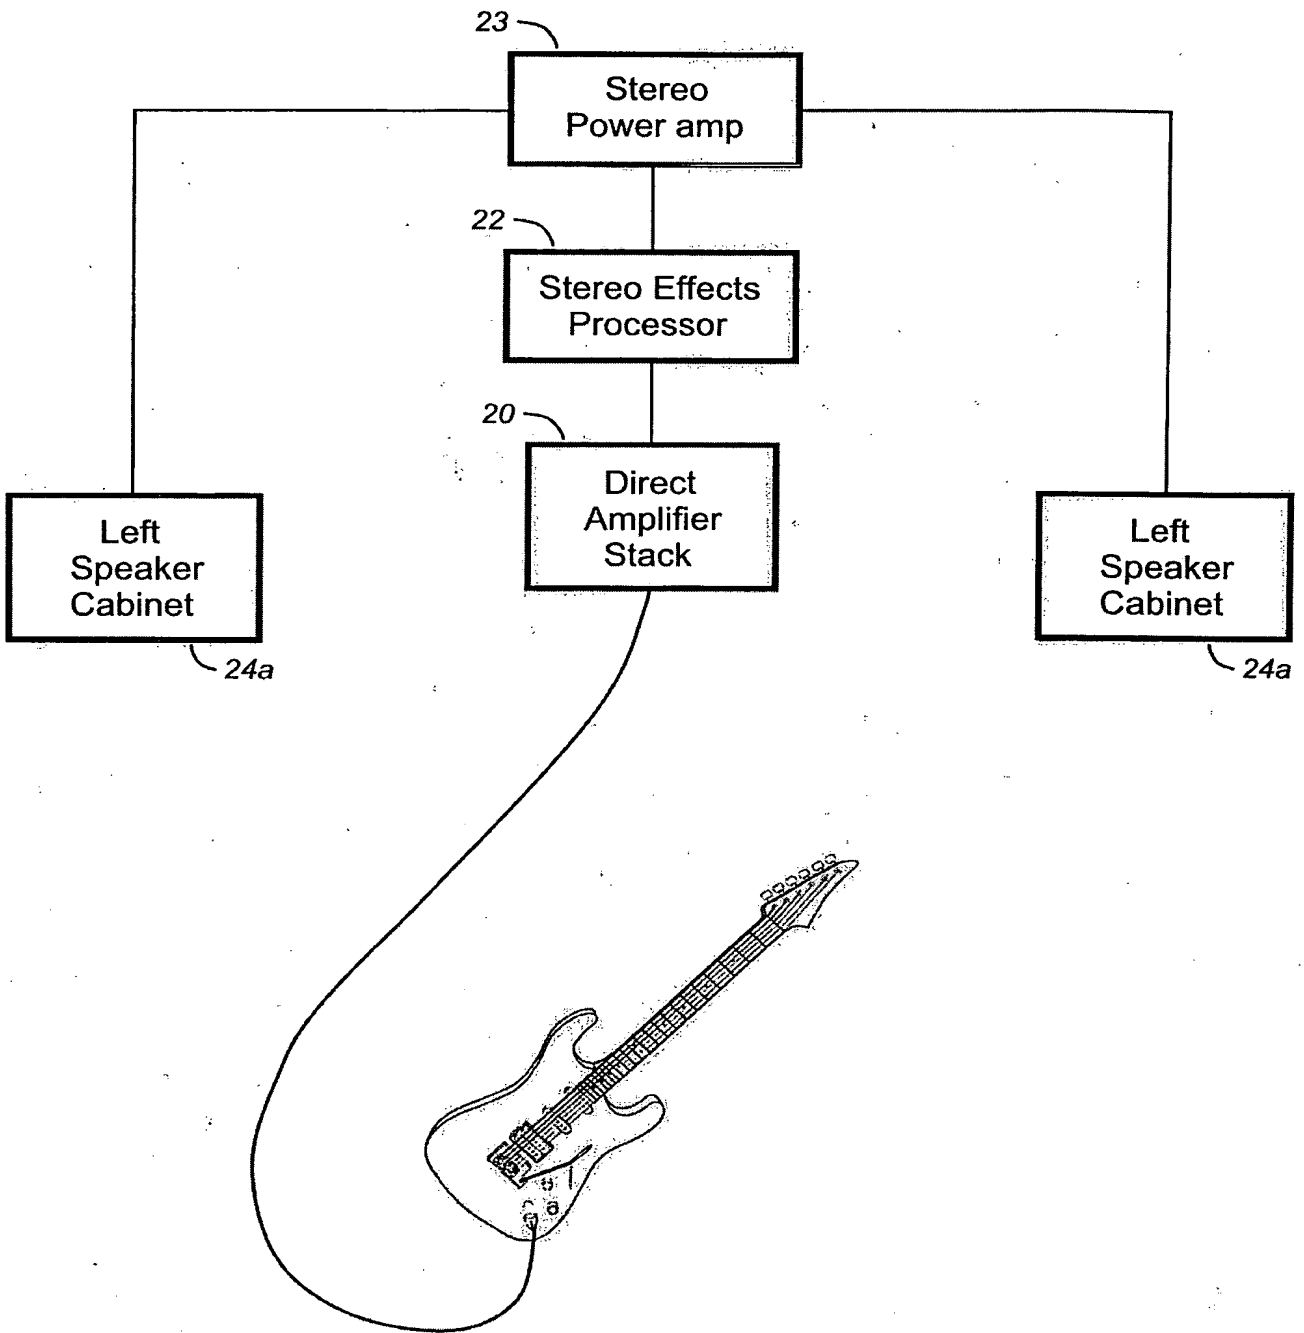 23
Stereo
Power amp
22
Stereo Effects
Processor
20
Direct
Amplifier
Stack
Left
Speaker
Cabinet
24a
Left
Speaker
Cabinet
24a